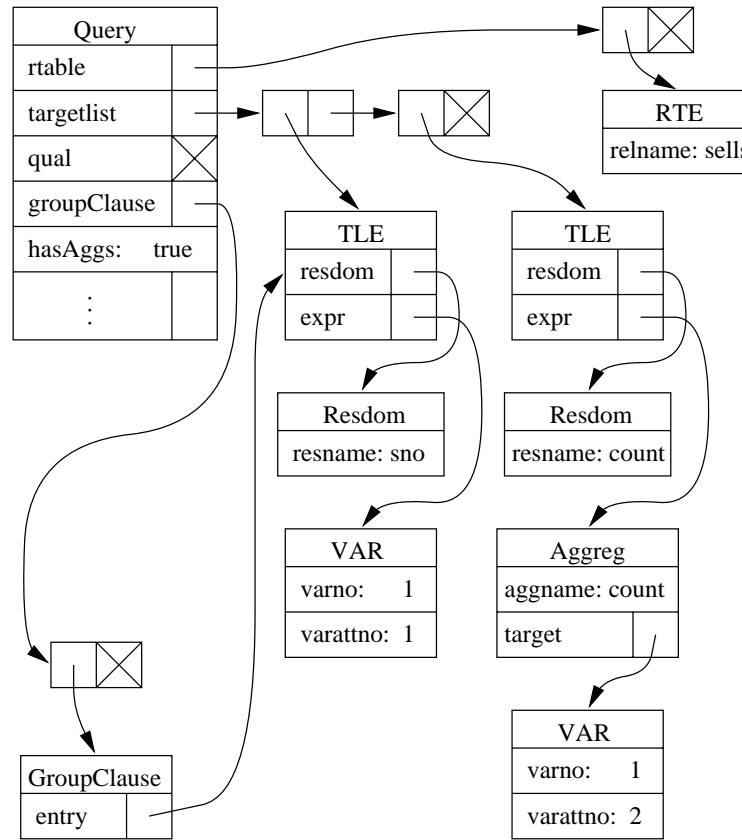 Query
rtable
targetlist
qual
groupClause
hasAggs: true
RTE
relname: sells
TLE
resdom
expr
TLE
resdom
expr
Resdom
resname: sno
Resdom
resname: count
VAR
varno: 1
varattno: 1
Aggreg
aggname: count
target
VAR
varno: 1
varattno: 2
GroupClause
entry